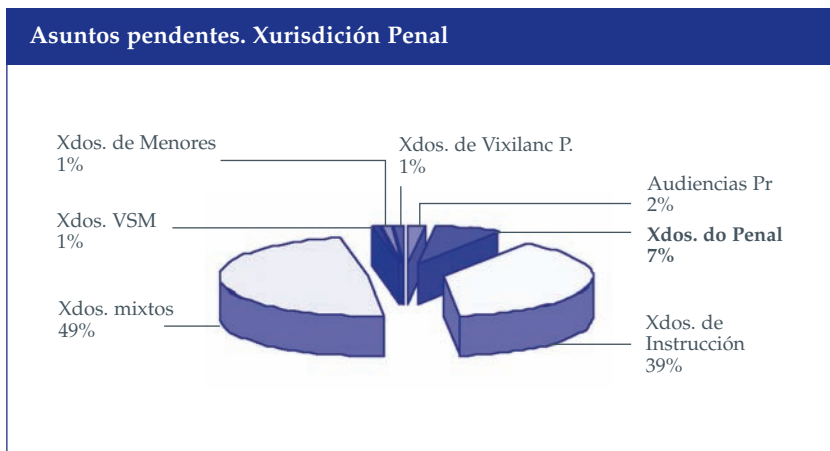 Asuntos pendentes. Xurisdición Penal
Xdos. de Menores
1%
Xdos. de Vixilanc P.
1%
Audiencias Pr
2%
Xdos. VSM
1%
Xdos. do Penal
7%
Xdos. mixtos
49%
Xdos. de
Instrucción
39%